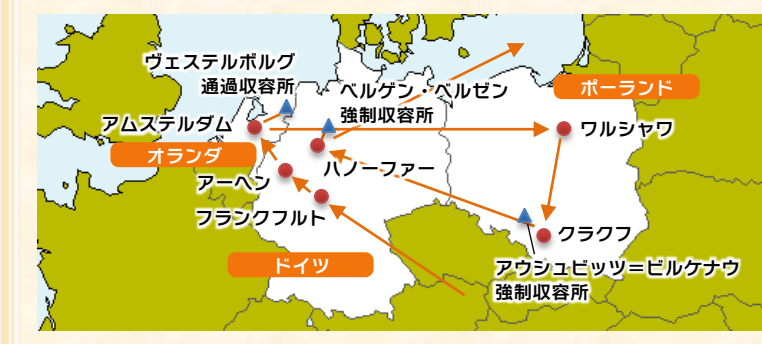 ヴェステルボルグ
通過収容所
ベルゲン・ベルゼン
強制収容所
ポーランド
アムステルダム
ワルシャワ
オランダ
ハノーファー
アーヘン
フランクフルト
クラクフ
ドイツ
アウシュビッツ＝ビルケナウ
強制収容所